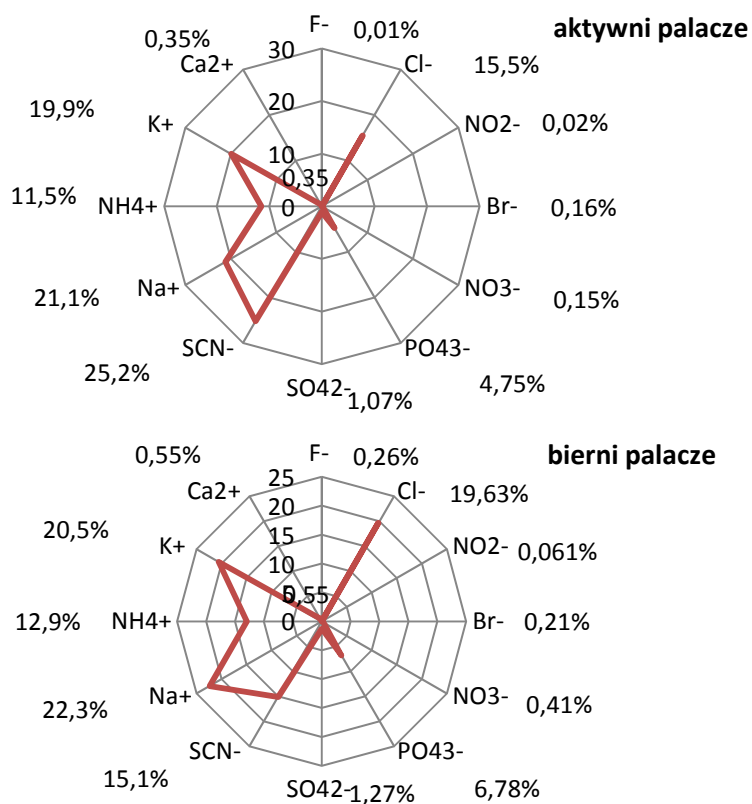 aktywni palacze
F-
0,01%
Cl-
15,5%
NO2-
0,02%
Br-
0,16%
NO3-
0,15%
PO43-
4,75%
SO42-
1,07%
SCN-
25,2%
Na+
21,1%
NH4+
11,5%
K+
19,9%
Ca2+
0,35%
30
20
10
0,35
0
bierni palacze
F-
0,26%
Cl-
19,63%
NO2-
0,061%
Br-
0,21%
NO3-
0,41%
PO43-
6,78%
SO42-
1,27%
SCN-
15,1%
Na+
22,3%
NH4+
12,9%
K+
20,5%
Ca2+
0,55%
25
20
15
10
5
0,55
0